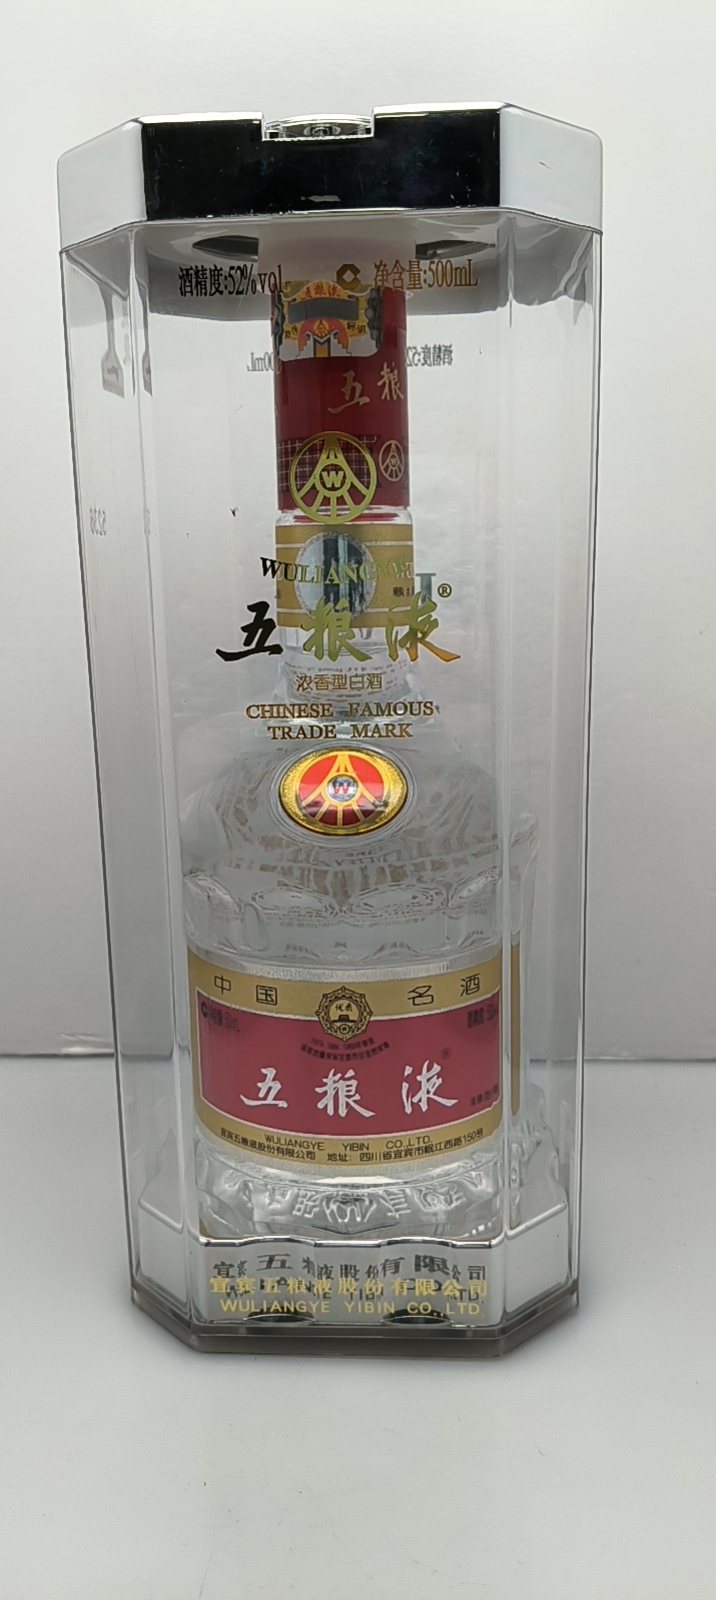 酒精度:52%vol
净含量:500mL
五粮液
五粮
W
WULIANGYE
五粮液®
浓香型白酒
CHINESE FAMOUS
TRADE MARK
W
中国名酒
五粮液®
WULIANGYE YIBIN CO.,LTD.
宜宾五粮液股份有限公司 地址：四川省宜宾市岷江西路150号
宜宾五粮液股份有限公司
WULIANGYE YIBIN CO.,LTD.